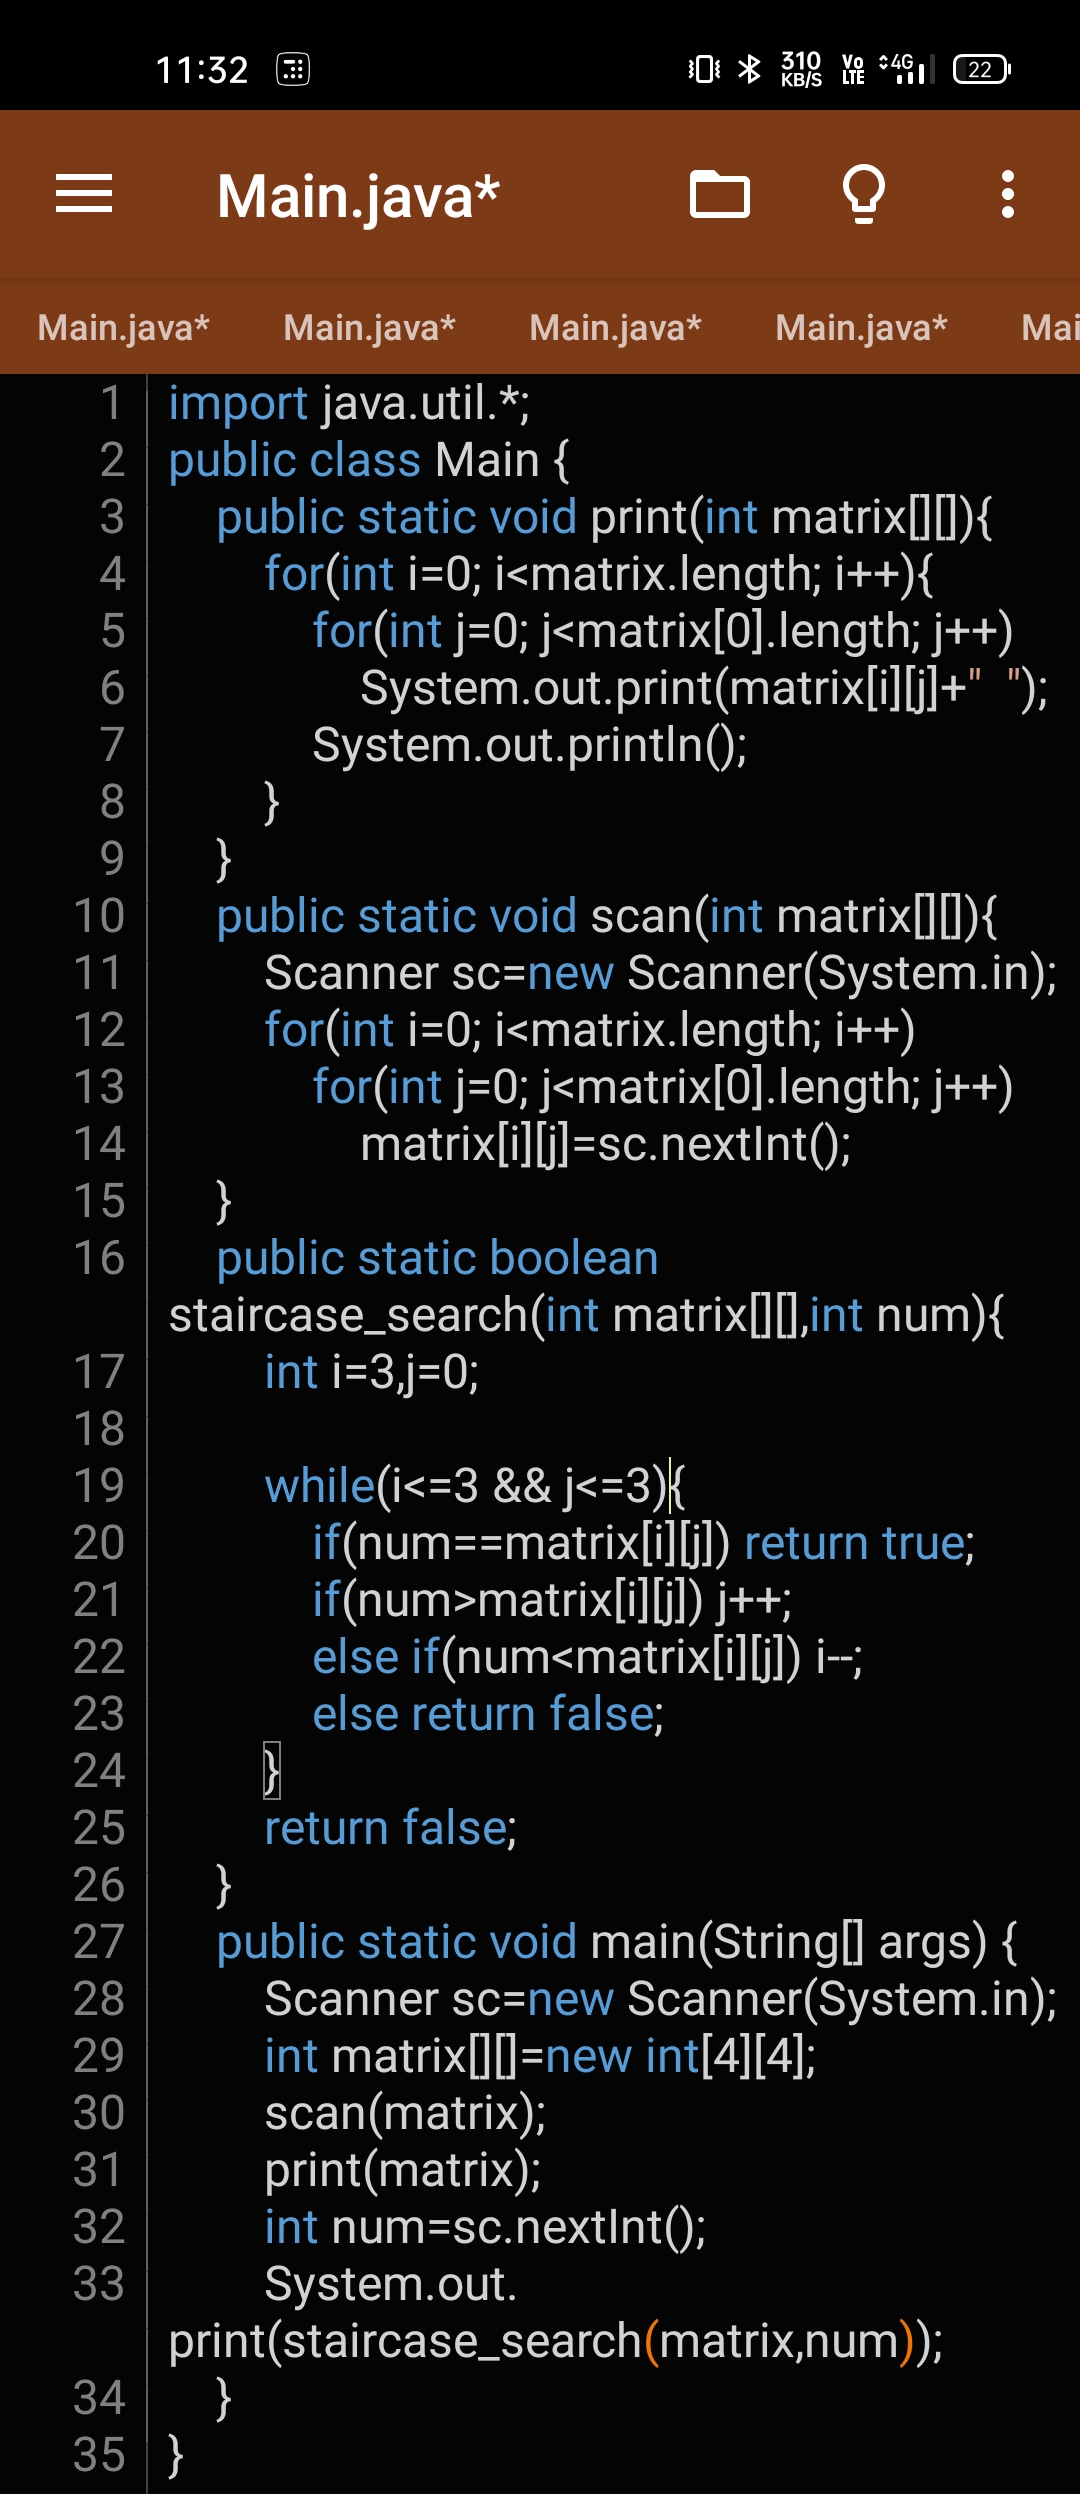 11:32 310 KB/S Vo LTE 4G 22
Main.java*
Main.java* Main.java* Main.java* Main.java* Mai
1 import java.util.*;
2 public class Main {
3 public static void print(int matrix[][]){
4 for(int i=0; i<matrix.length; i++){
5 for(int j=0; j<matrix[0].length; j++)
6 System.out.print(matrix[i][j]+"  ");
7 System.out.println();
8 }
9 }
10 public static void scan(int matrix[][]){
11 Scanner sc=new Scanner(System.in);
12 for(int i=0; i<matrix.length; i++)
13 for(int j=0; j<matrix[0].length; j++)
14 matrix[i][j]=sc.nextInt();
15 }
16 public static boolean
staircase_search(int matrix[][],int num){
17 int i=3,j=0;
18
19 while(i<=3 && j<=3){
20 if(num==matrix[i][j]) return true;
21 if(num>matrix[i][j]) j++;
22 else if(num<matrix[i][j]) i--;
23 else return false;
24 }
25 return false;
26 }
27 public static void main(String[] args) {
28 Scanner sc=new Scanner(System.in);
29 int matrix[][]=new int[4][4];
30 scan(matrix);
31 print(matrix);
32 int num=sc.nextInt();
33 System.out.
print(staircase_search(matrix,num));
34 }
35 }